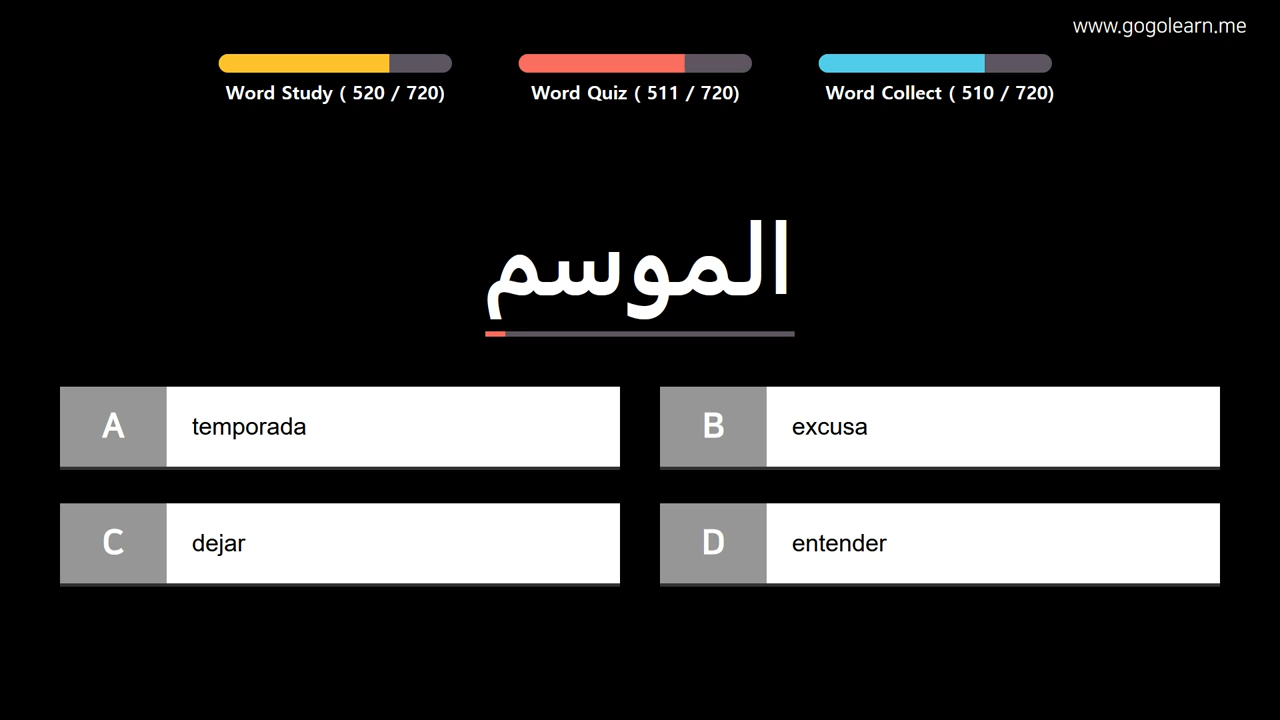 www.gogolearn.me
Word Study ( 520 / 720)
Word Quiz ( 511 / 720)
Word Collect ( 510 / 720)
الموسم
A temporada
B excusa
C dejar
D entender